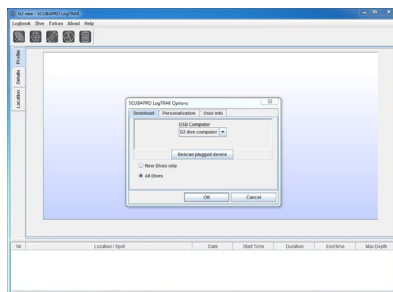 G2 new - SCUBAPRO LogTRAK
Logbook Dive Extras About Help
Profile
Details
Location
SCUBAPRO LogTRAK Options
Download Personalization User info
USB Computer
G2 dive computer
Rescan plugged device
New Dives only
All Dives
OK Cancel
Nr Location / Spot Date Start Time Duration End time Max Depth